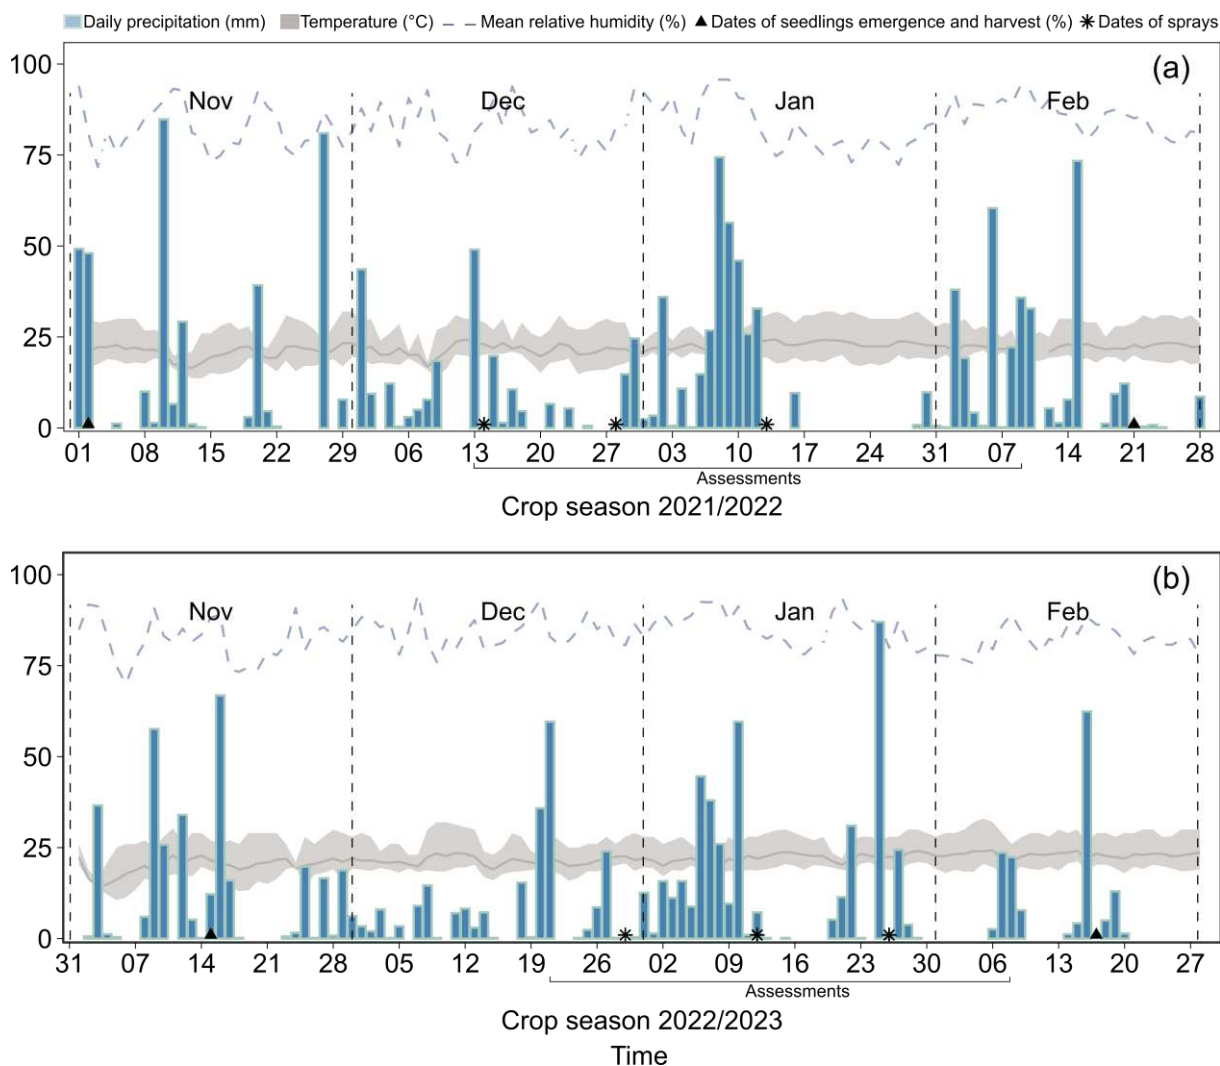 Daily precipitation (mm) Temperature (°C) Mean relative humidity (%) Dates of seedlings emergence and harvest (%) Dates of sprays
(a)
100
Nov Dec Jan Feb
75
50
25
0
01 08 15 22 29 06 13 20 27 03 10 17 24 31 07 14 21 28
Assessments
Crop season 2021/2022
(b)
100
Nov Dec Jan Feb
75
50
25
0
31 07 14 21 28 05 12 19 26 02 09 16 23 30 06 13 20 27
Assessments
Crop season 2022/2023
Time